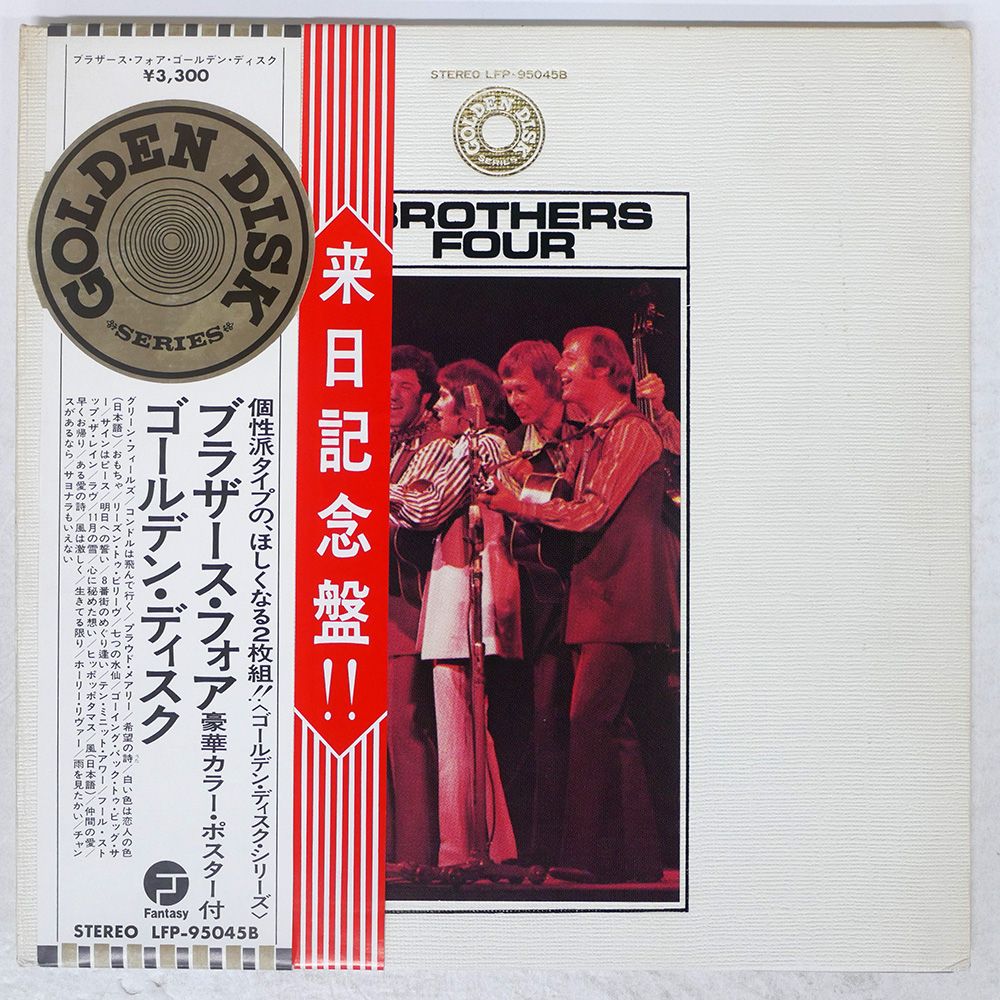 ブラザース・フォア・ゴールデン・ディスク
¥3,300
GOLDEN DISK
SERIES
個性派タイプの、ほしくなる2枚組!!〈ゴールデン・ディスク・シリーズ〉
ブラザース・フォア
豪華カラー・ポスター付
ゴールデン・ディスク
グリーン・フィールズ/コンドルは飛んで行く/プラウド・メアリー/希望の詩/白い色は恋人の色
(日本語)/おもちゃ/リーズン・トゥ・ビリーヴ/七つの水仙/ゴーイング・バック・トゥ・ビッグ・サ
ー/サインはピース/明日への誓い/8番街のめぐり逢い/テン・ミニット・アワー/フール・スト
ップ・ザ・レイン/ラヴ/11月の雪/心に秘めた想い/ヒッポポタマス/風(日本語)/仲間の愛/
早くお帰り/ある愛の詩/風は激しく/生きてる限り/ホーリー・リヴァー/雨を見たかい/チャン
スがあるなら/サヨナラもいえない
Fantasy
STEREO LFP-95045B
来日記念盤!!
STEREO LFP-95045B
GOLDEN DISK
SERIES
BROTHERS
FOUR